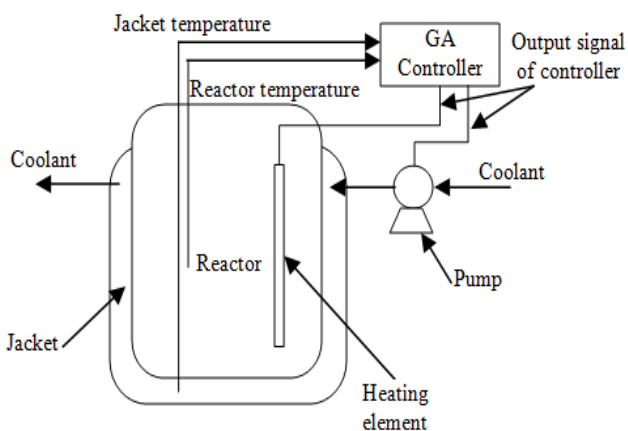 Jacket temperature
GA
Controller
Output signal
of controller
Reactor temperature
Coolant
Coolant
Reactor
Pump
Jacket
Heating
element